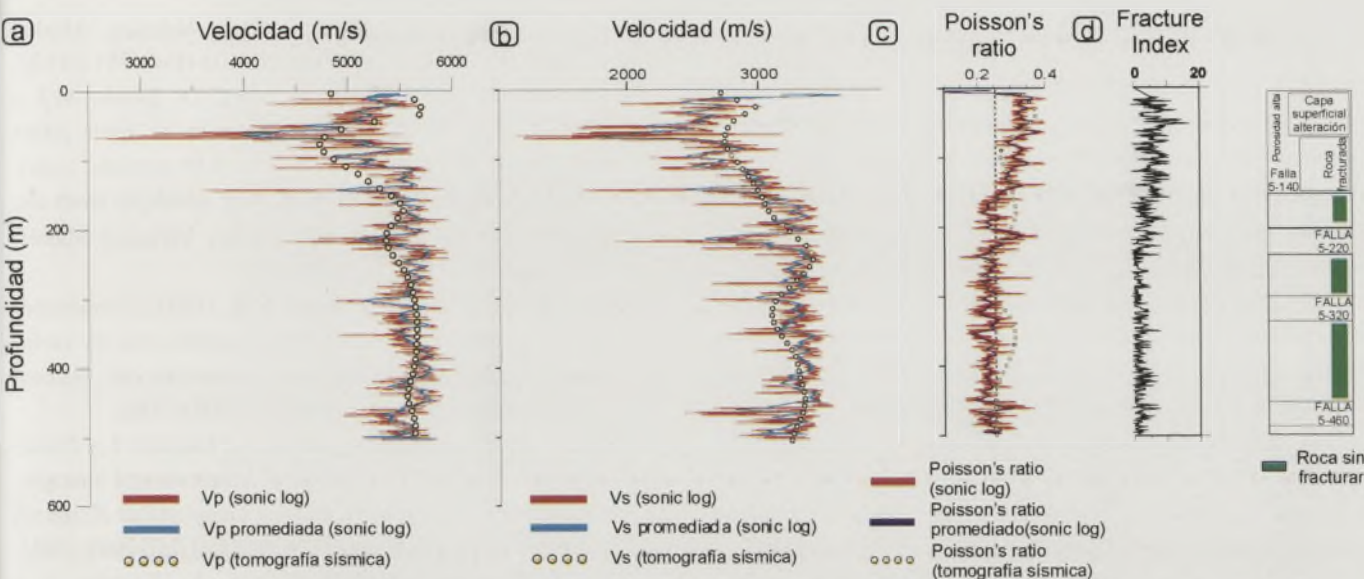 a
Velocidad (m/s)
3000 4000 5000 6000
Profundidad (m)
0
200
400
600
Vp (sonic log)
Vp promediada (sonic log)
Vp (tomografía sísmica)
b
Velocidad (m/s)
2000 3000
Vs (sonic log)
Vs promediada (sonic log)
Vs (tomografía sísmica)
c
Poisson's
ratio
0.2 0.4
Poisson's ratio
(sonic log)
Poisson's ratio
promediado(sonic log)
Poisson's ratio
(tomografía sísmica)
d
Fracture
Index
0 20
Porosidad alta
Capa
superficial
alteración
Roca
fracturada
Falla
5-140
FALLA
5-220
FALLA
5-320
FALLA
5-460
Roca sin
fracturar